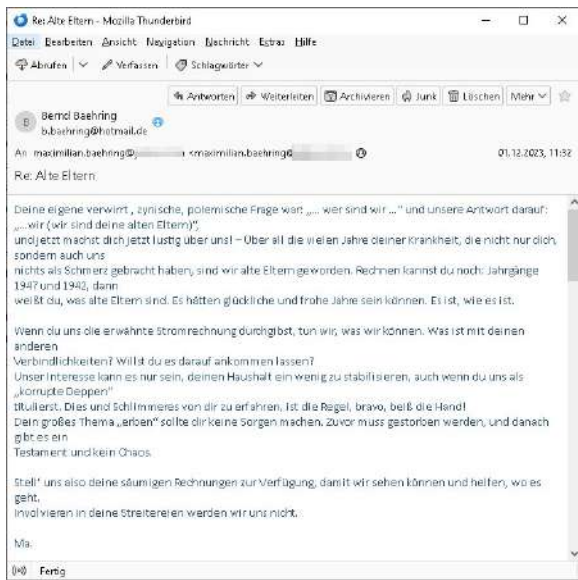 Re: Alte Eltern - Mozilla Thunderbird
Datei Bearbeiten Ansicht Navigation Nachricht Extras Hilfe
Abrufen Verfassen Schlagwörter
Antworten Weiterleiten Archivieren Junk Löschen Mehr
B Bernd Baehring
b.baehring@hotmail.de
An maximilian.baehring@ <maximilian.baehring@ 01.12.2023, 11:32
Re: Alte Eltern
Deine eigene verwirrt, zynische, polemische Frage war: „... wer sind wir ..." und unsere Antwort darauf:
„...wir (wir sind deine alten Eltern)",
und jetzt machst dich jetzt lustig über uns! – Über all die vielen Jahre deiner Krankheit, die nicht nur dich,
sondern auch uns
nichts als Schmerz gebracht haben, sind wir alte Eltern geworden. Rechnen kannst du noch: Jahrgänge
1947 und 1942, dann
weißt du, was alte Eltern sind. Es hätten glückliche und frohe Jahre sein können. Es ist, wie es ist.
Wenn du uns die erwähnte Stromrechnung durchgibst, tun wir, was wir können. Was ist mit deinen
anderen
Verbindlichkeiten? Willst du es darauf ankommen lassen?
Unser Interesse kann es nur sein, deinen Haushalt ein wenig zu stabilisieren, auch wenn du uns als
„korrupte Deppen"
titulierst. Dies und Schlimmeres von dir zu erfahren, ist die Regel, bravo, beiß die Hand!
Dein großes Thema „erben" sollte dir keine Sorgen machen. Zuvor muss gestorben werden, und danach
gibt es ein
Testament und kein Chaos.
Stell' uns also deine säumigen Rechnungen zur Verfügung, damit wir sehen können und helfen, wo es
geht.
Involvieren in deine Streitereien werden wir uns nicht.
Ma.
Fertig